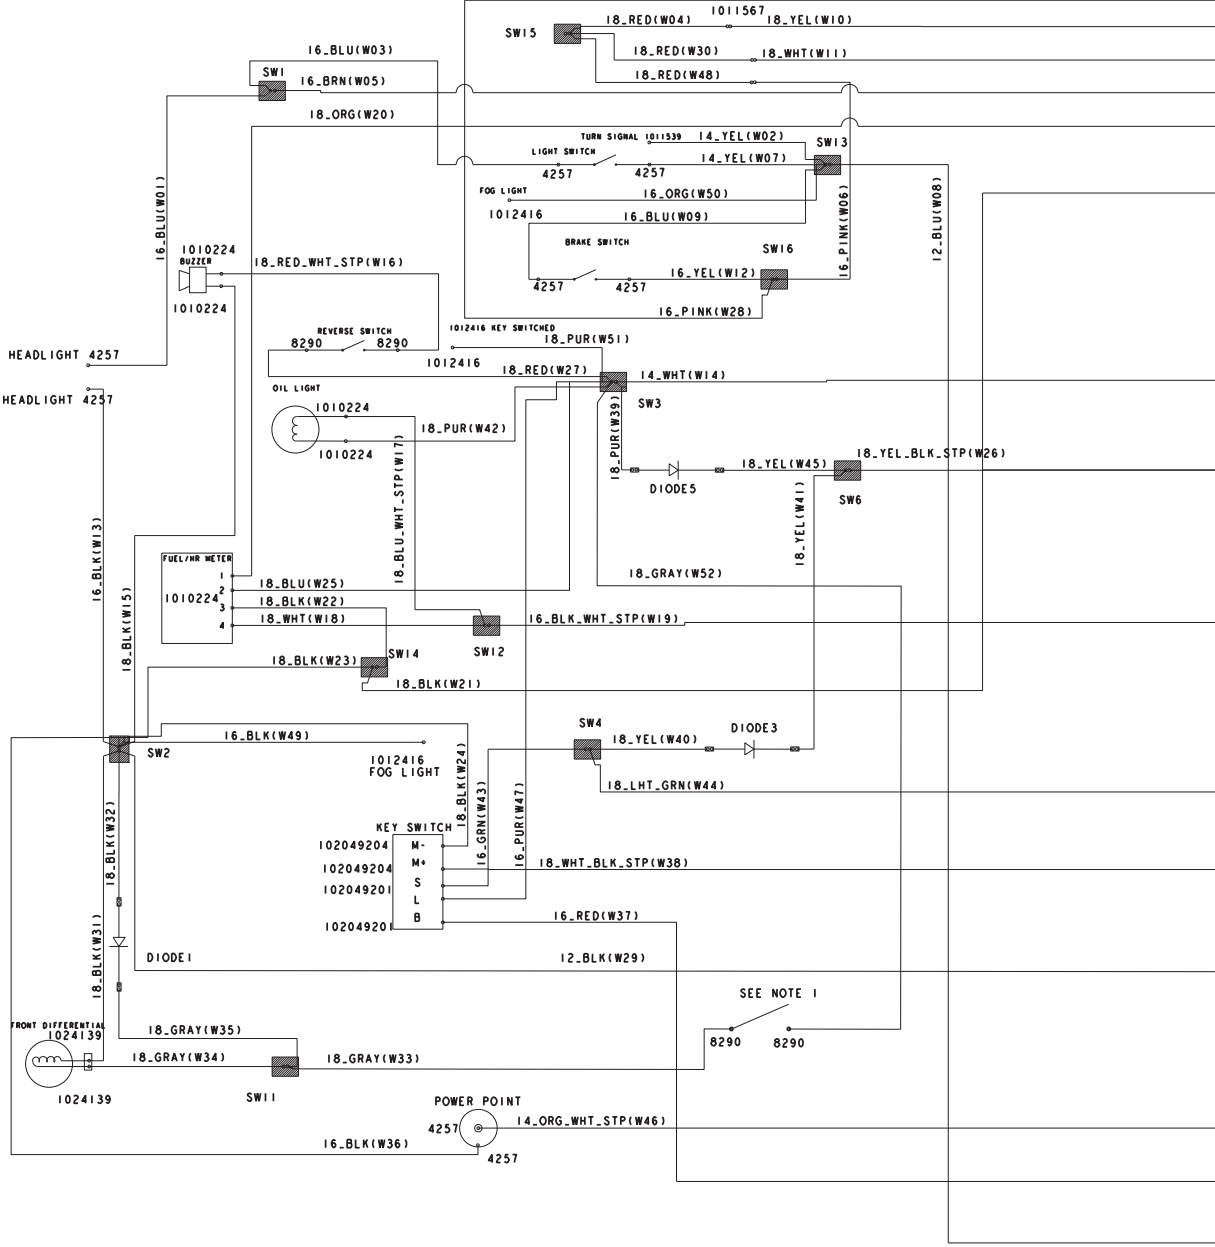 1011567
18_RED(W04)
18_YEL(W10)
SW15
16_BLU(W03)
18_RED(W30)
18_WHT(W11)
SW1
18_RED(W48)
16_BRN(W05)
18_ORG(W20)
TURN SIGNAL 1011539
14_YEL(W02)
SW13
LIGHT SWITCH
14_YEL(W07)
4257
4257
16_BLU(W01)
FOG LIGHT
16_ORG(W50)
1012416
16_BLU(W09)
16_PINK(W06)
12_BLU(W08)
BRAKE SWITCH
SW16
1010224
BUZZER
18_RED_WHT_STP(W16)
16_YEL(W12)
4257
4257
1010224
16_PINK(W28)
REVERSE SWITCH
1012416 KEY SWITCHED
8290
8290
18_PUR(W51)
HEADLIGHT 4257
1012416
18_RED(W27)
14_WHT(W14)
OIL LIGHT
HEADLIGHT 4257
1010224
SW3
18_PUR(W42)
18_PUR(W39)
1010224
18_BLU_WHT_STP(W17)
18_YEL(W45)
18_YEL_BLK_STP(W26)
DIODE5
SW6
18_YEL(W41)
16_BLK(W13)
FUEL/HR METER
1
18_BLU(W25)
18_GRAY(W52)
2
1010224
18_BLK(W22)
3
18_WHT(W18)
4
16_BLK_WHT_STP(W19)
18_BLK(W15)
SW12
SW14
18_BLK(W23)
18_BLK(W21)
SW4
DIODE3
16_BLK(W49)
18_YEL(W40)
SW2
1012416
FOG LIGHT
18_BLK(W24)
18_LHT_GRN(W44)
16_GRN(W43)
16_PUR(W47)
18_BLK(W32)
KEY SWITCH
102049204
M-
102049204
M+
18_WHT_BLK_STP(W38)
S
102049201
L
B
16_RED(W37)
102049201
18_BLK(W31)
DIODE1
12_BLK(W29)
SEE NOTE 1
FRONT DIFFERENTIAL
1024139
18_GRAY(W35)
8290
8290
18_GRAY(W34)
18_GRAY(W33)
1024139
SW11
POWER POINT
4257
14_ORG_WHT_STP(W46)
16_BLK(W36)
4257